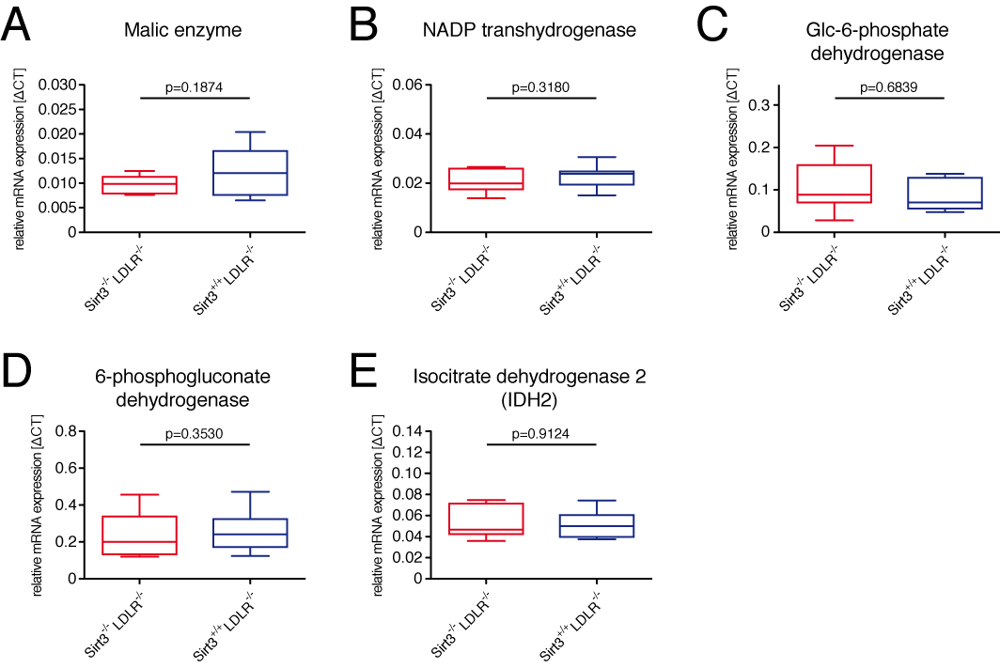 A
Malic enzyme
relative mRNA expression [ΔCT]
0.030
0.025
0.020
0.015
0.010
0.005
0
p=0.1874
Sirt3-/- LDLR-/-
Sirt3+/+ LDLR-/-
B
NADP transhydrogenase
relative mRNA expression [ΔCT]
0.06
0.04
0.02
0
p=0.3180
Sirt3-/- LDLR-/-
Sirt3+/+ LDLR-/-
C
Glc-6-phosphate
dehydrogenase
relative mRNA expression [ΔCT]
0.3
0.2
0.1
0
p=0.6839
Sirt3-/- LDLR-/-
Sirt3+/+ LDLR-/-
D
6-phosphogluconate
dehydrogenase
relative mRNA expression [ΔCT]
0.8
0.6
0.4
0.2
0
p=0.3530
Sirt3-/- LDLR-/-
Sirt3+/+ LDLR-/-
E
Isocitrate dehydrogenase 2
(IDH2)
relative mRNA expression [ΔCT]
0.14
0.12
0.10
0.08
0.06
0.04
0.02
0
p=0.9124
Sirt3-/- LDLR-/-
Sirt3+/+ LDLR-/-